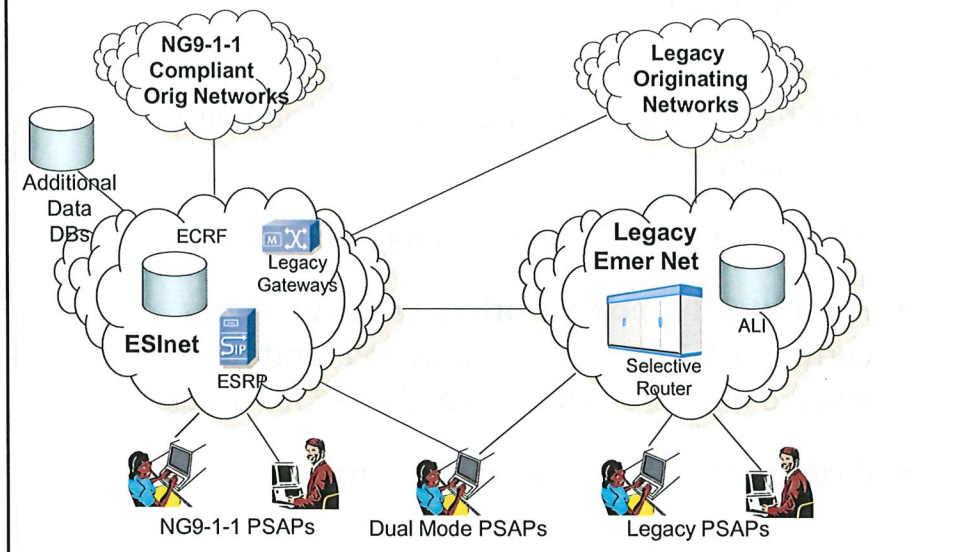 NG9-1-1
Compliant
Orig Networks
Legacy
Originating
Networks
Additional
Data
DBs
ECRF
M
Legacy
Gateways
ESInet
SIP
ESRP
Legacy
Emer Net
ALI
Selective
Router
NG9-1-1 PSAPs
Dual Mode PSAPs
Legacy PSAPs